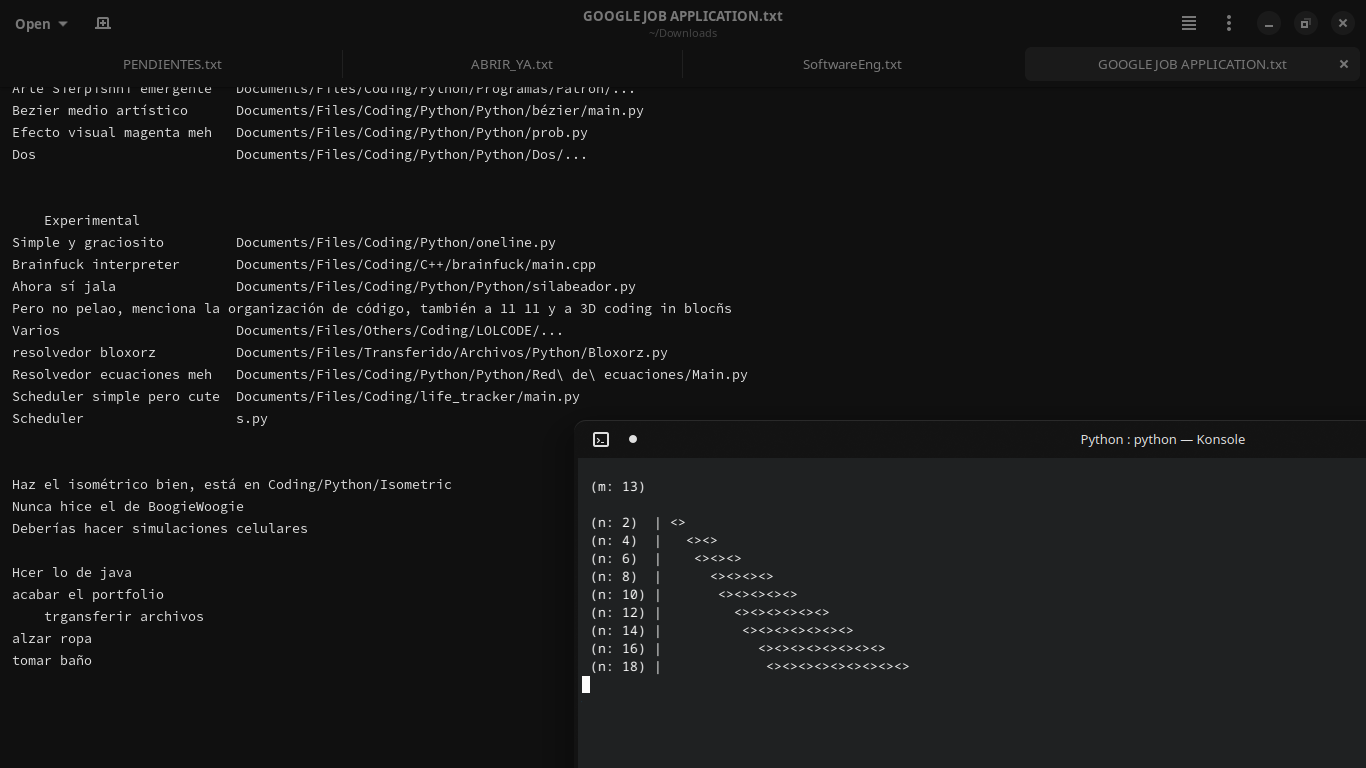 Open
GOOGLE JOB APPLICATION.txt
~/Downloads
PENDIENTES.txt
ABRIR_YA.txt
SoftwareEng.txt
GOOGLE JOB APPLICATION.txt
Arte Sierpishni emergente Documents/Files/Coding/Python/Programas/Patron/...
Bezier medio artístico Documents/Files/Coding/Python/Python/bézier/main.py
Efecto visual magenta meh Documents/Files/Coding/Python/Python/prob.py
Dos Documents/Files/Coding/Python/Python/Dos/...
Experimental
Simple y graciosito Documents/Files/Coding/Python/oneline.py
Brainfuck interpreter Documents/Files/Coding/C++/brainfuck/main.cpp
Ahora sí jala Documents/Files/Coding/Python/Python/silabeador.py
Pero no pelao, menciona la organización de código, también a 11 11 y a 3D coding in blocñs
Varios Documents/Files/Others/Coding/LOLCODE/...
resolvedor bloxorz Documents/Files/Transferido/Archivos/Python/Bloxorz.py
Resolvedor ecuaciones meh Documents/Files/Coding/Python/Python/Red\ de\ ecuaciones/Main.py
Scheduler simple pero cute Documents/Files/Coding/life_tracker/main.py
Scheduler s.py
Haz el isométrico bien, está en Coding/Python/Isometric
Nunca hice el de BoogieWoogie
Deberías hacer simulaciones celulares
Hcer lo de java
acabar el portfolio
trgansferir archivos
alzar ropa
tomar baño
Python : python — Konsole
(m: 13)
(n: 2) | <>
(n: 4) | <><>
(n: 6) | <><><>
(n: 8) | <><><><>
(n: 10) | <><><><><>
(n: 12) | <><><><><><>
(n: 14) | <><><><><><><>
(n: 16) | <><><><><><><><>
(n: 18) | <><><><><><><><><>